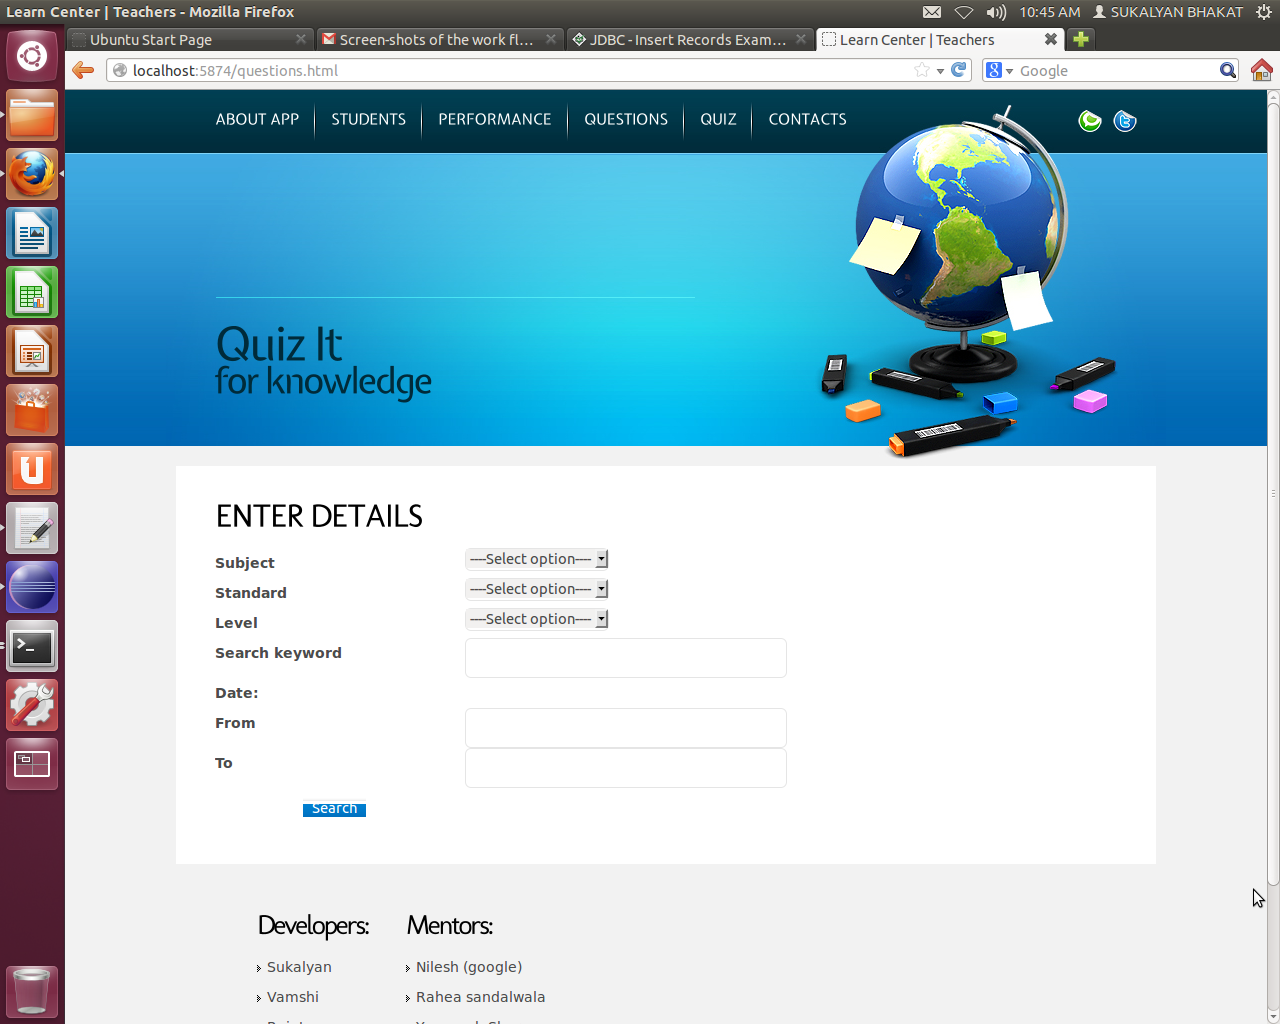 Learn Center | Teachers - Mozilla Firefox
10:45 AM SUKALYAN BHAKAT
Ubuntu Start Page
Screen-shots of the work fl...
JDBC - Insert Records Exam...
Learn Center | Teachers
localhost:5874/questions.html
Google
ABOUT APP
STUDENTS
PERFORMANCE
QUESTIONS
QUIZ
CONTACTS
Quiz It
for knowledge
ENTER DETAILS
Subject
----Select option----
Standard
----Select option----
Level
----Select option----
Search keyword
Date:
From
To
Search
Developers:
Mentors:
Sukalyan
Nilesh (google)
Vamshi
Rahea sandalwala